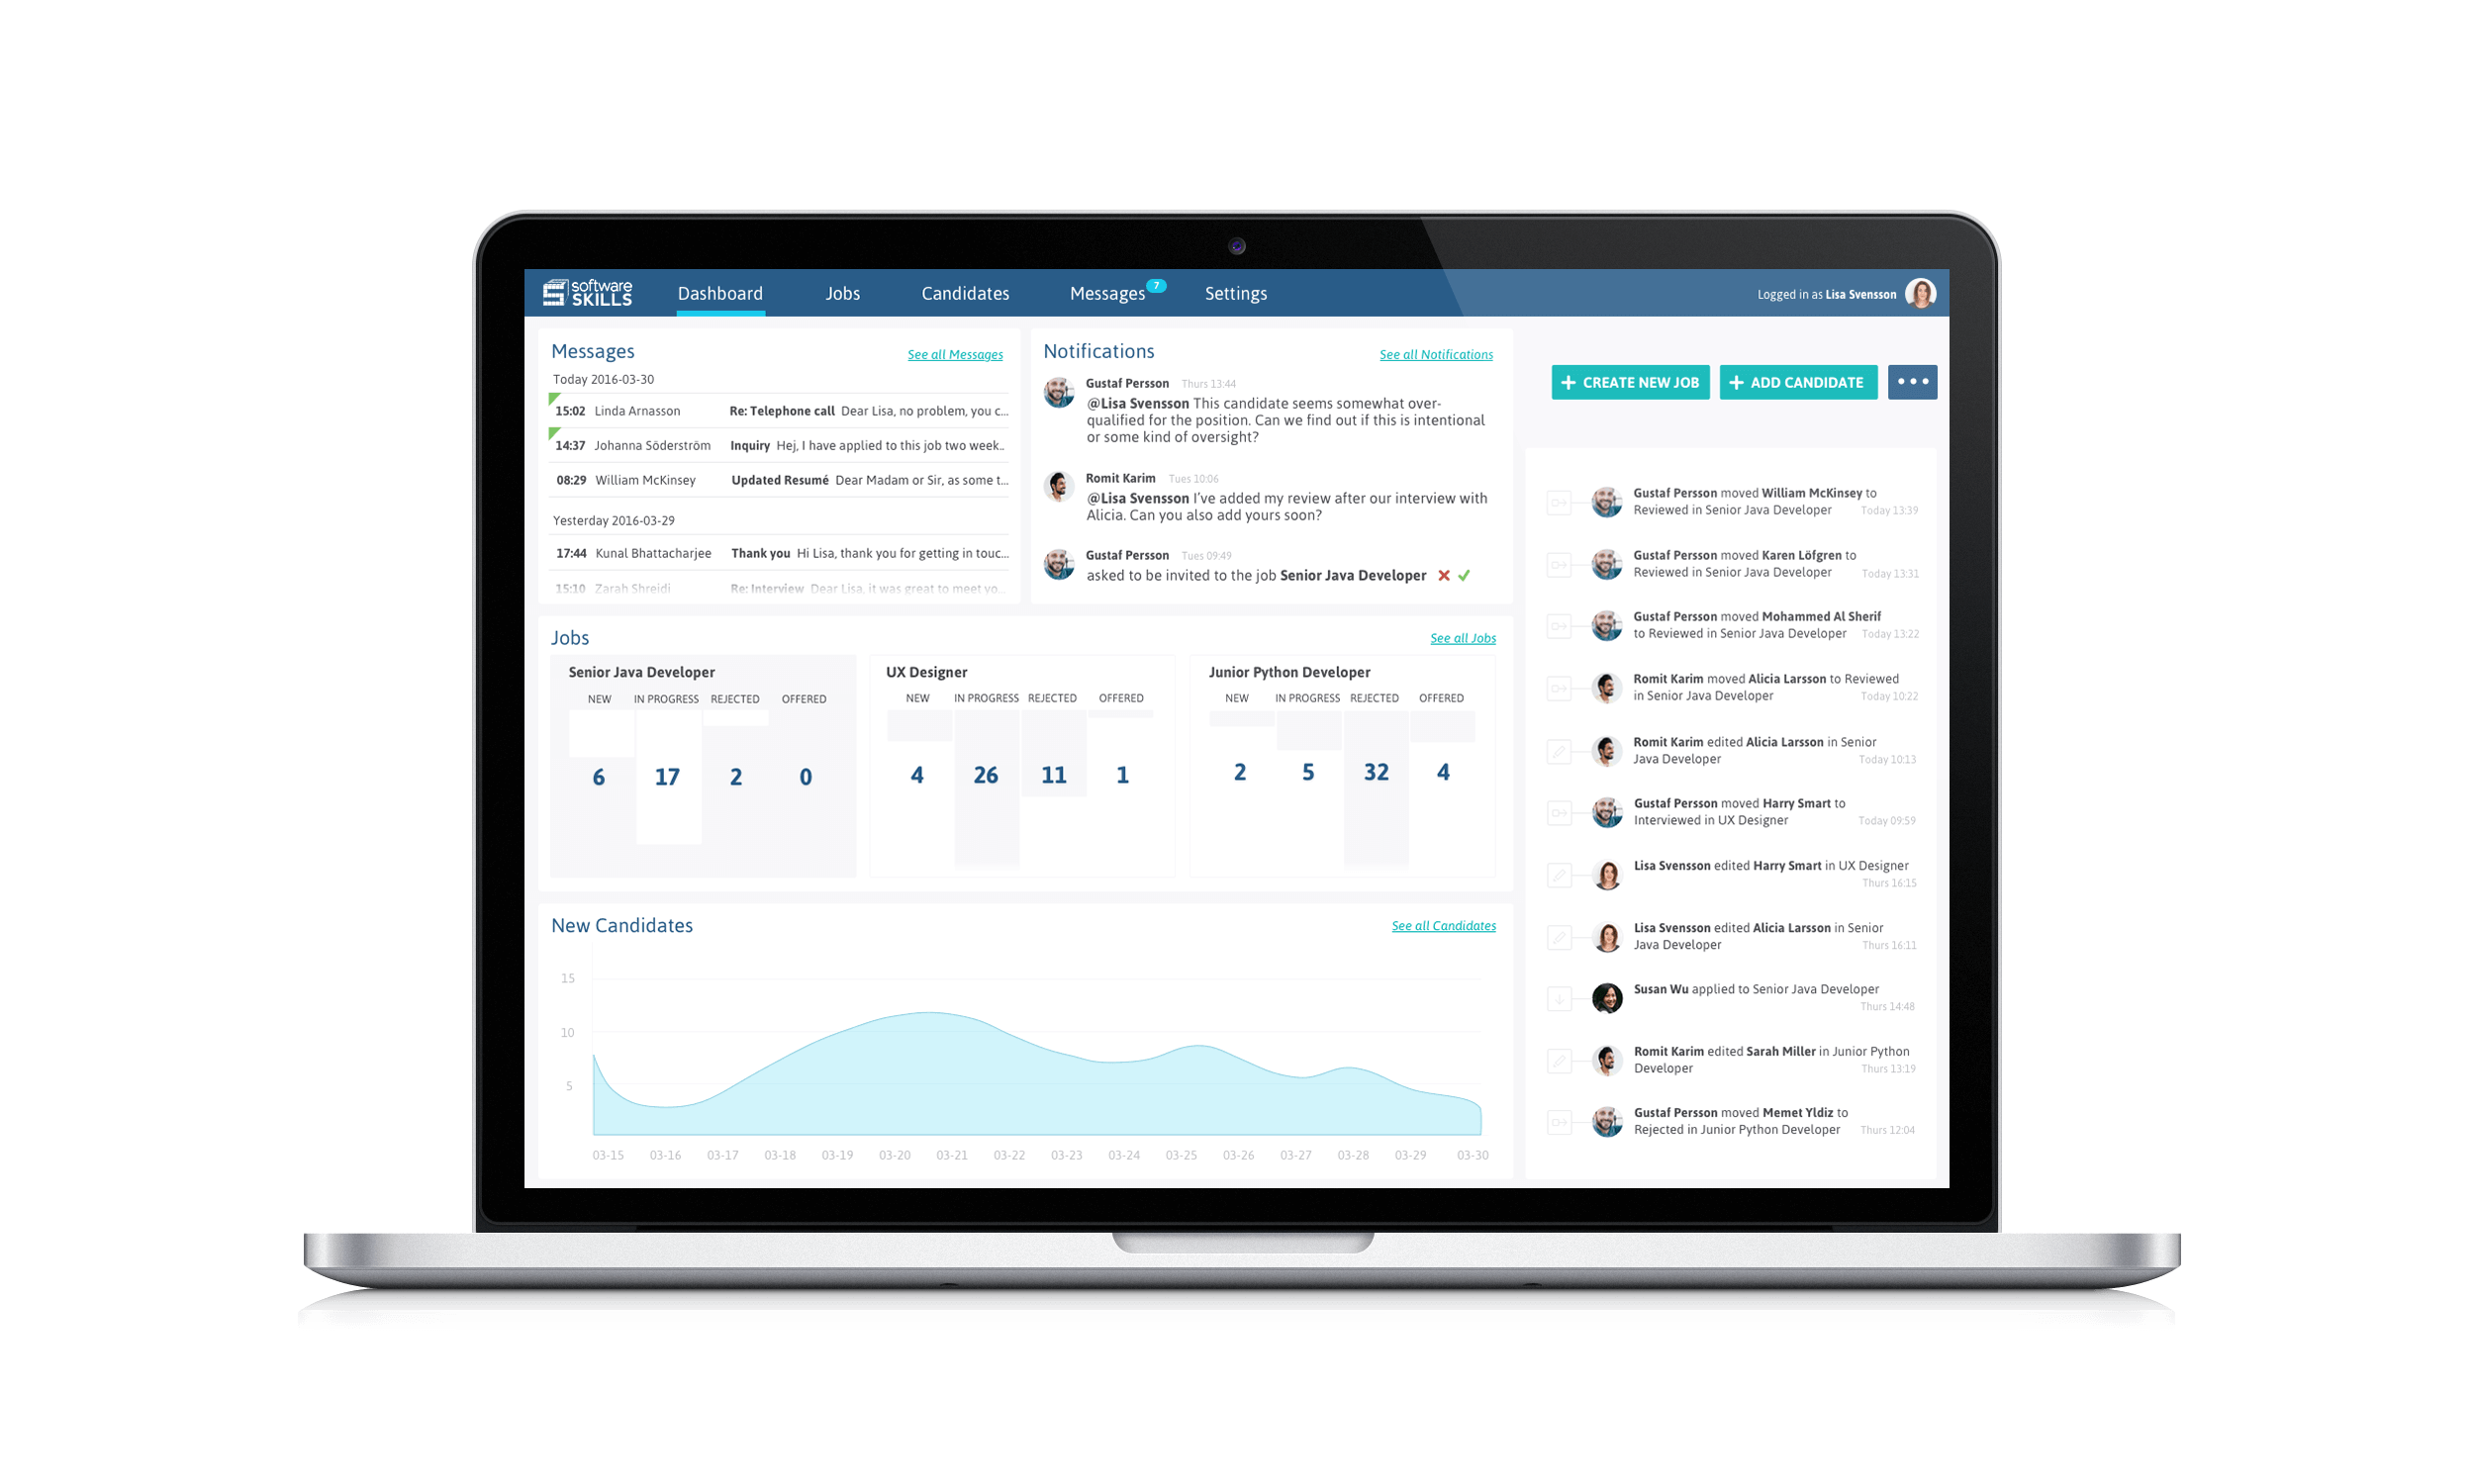 software
SKILLS
Dashboard
Jobs
Candidates
Messages 7
Settings
Logged in as Lisa Svensson
Messages
See all Messages
Today 2016-03-30
15:02 Linda Arnasson Re: Telephone call Dear Lisa, no problem, you c...
14:37 Johanna Söderström Inquiry Hej, I have applied to this job two week..
08:29 William McKinsey Updated Resumé Dear Madam or Sir, as some t...
Yesterday 2016-03-29
17:44 Kunal Bhattacharjee Thank you Hi Lisa, thank you for getting in touc...
15:10 Zarah Shreidi Re: Interview Dear Lisa, it was great to meet yo...
Notifications
See all Notifications
Gustaf Persson Thurs 13:44
@Lisa Svensson This candidate seems somewhat over-
qualified for the position. Can we find out if this is intentional
or some kind of oversight?
Romit Karim Tues 10:06
@Lisa Svensson I've added my review after our interview with
Alicia. Can you also add yours soon?
Gustaf Persson Tues 09:49
asked to be invited to the job Senior Java Developer
+ CREATE NEW JOB
+ ADD CANDIDATE
Jobs
See all Jobs
Senior Java Developer
NEW IN PROGRESS REJECTED OFFERED
6 17 2 0
UX Designer
NEW IN PROGRESS REJECTED OFFERED
4 26 11 1
Junior Python Developer
NEW IN PROGRESS REJECTED OFFERED
2 5 32 4
New Candidates
See all Candidates
15
10
5
03-15 03-16 03-17 03-18 03-19 03-20 03-21 03-22 03-23 03-24 03-25 03-26 03-27 03-28 03-29 03-30
Gustaf Persson moved William McKinsey to
Reviewed in Senior Java Developer Today 13:39
Gustaf Persson moved Karen Löfgren to
Reviewed in Senior Java Developer Today 13:31
Gustaf Persson moved Mohammed Al Sherif
to Reviewed in Senior Java Developer Today 13:22
Romit Karim moved Alicia Larsson to Reviewed
in Senior Java Developer Today 10:22
Romit Karim edited Alicia Larsson in Senior
Java Developer Today 10:13
Gustaf Persson moved Harry Smart to
Interviewed in UX Designer Today 09:59
Lisa Svensson edited Harry Smart in UX Designer
Thurs 16:15
Lisa Svensson edited Alicia Larsson in Senior
Java Developer Thurs 16:11
Susan Wu applied to Senior Java Developer
Thurs 14:48
Romit Karim edited Sarah Miller in Junior Python
Developer Thurs 13:19
Gustaf Persson moved Memet Yldiz to
Rejected in Junior Python Developer Thurs 12:04